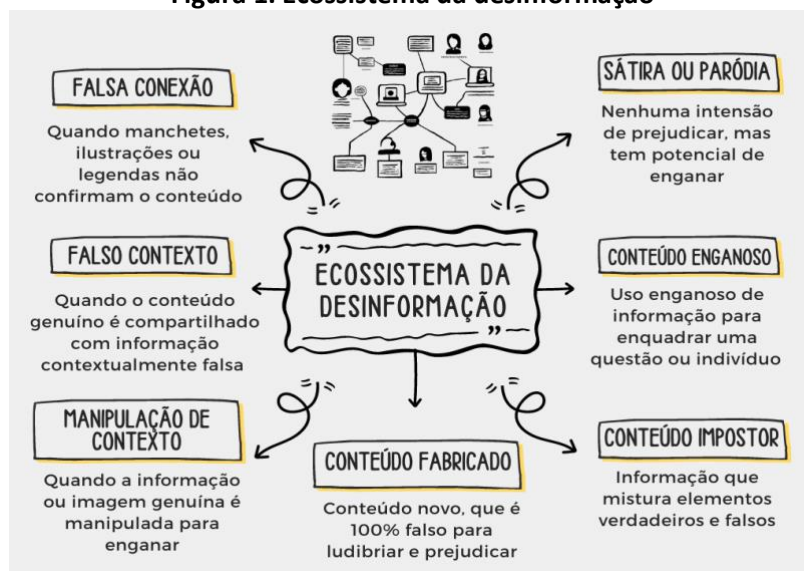 Figura 1. Ecossistema da desinformação
FALSA CONEXÃO
Quando manchetes,
ilustrações ou
legendas não
confirmam o conteúdo
FALSO CONTEXTO
Quando o conteúdo
genuíno é compartilhado
com informação
contextualmente falsa
MANIPULAÇÃO DE
CONTEXTO
Quando a informação
ou imagem genuína é
manipulada para
enganar
„ ECOSSISTEMA DA
DESINFORMAÇÃO „
CONTEÚDO FABRICADO
Conteúdo novo, que é
100% falso para
ludibriar e prejudicar
SÁTIRA OU PARÓDIA
Nenhuma intensão
de prejudicar, mas
tem potencial de
enganar
CONTEÚDO ENGANOSO
Uso enganoso de
informação para
enquadrar uma
questão ou indivíduo
CONTEÚDO IMPOSTOR
Informação que
mistura elementos
verdadeiros e falsos